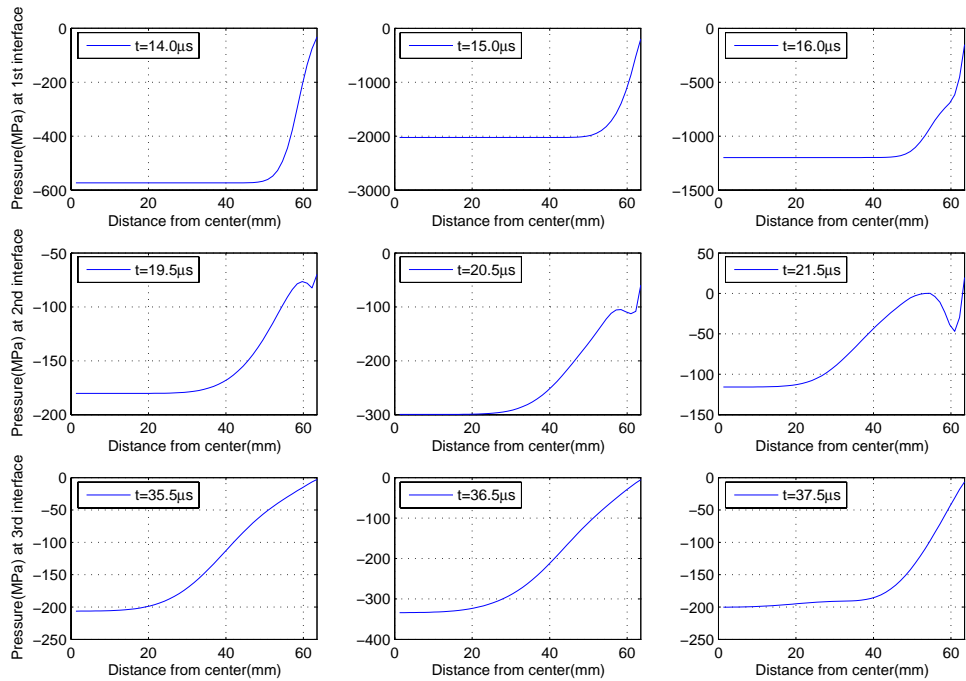 Pressure(MPa) at 1st interface
0
−200
−400
−600
t=14.0μs
0 20 40 60
Distance from center(mm)
0
−1000
−2000
−3000
t=15.0μs
0 20 40 60
Distance from center(mm)
0
−500
−1000
−1500
t=16.0μs
0 20 40 60
Distance from center(mm)
Pressure(MPa) at 2nd interface
−50
−100
−150
−200
t=19.5μs
0 20 40 60
Distance from center(mm)
0
−100
−200
−300
t=20.5μs
0 20 40 60
Distance from center(mm)
50
0
−50
−100
−150
t=21.5μs
0 20 40 60
Distance from center(mm)
Pressure(MPa) at 3rd interface
0
−50
−100
−150
−200
−250
t=35.5μs
0 20 40 60
Distance from center(mm)
0
−100
−200
−300
−400
t=36.5μs
0 20 40 60
Distance from center(mm)
0
−50
−100
−150
−200
−250
t=37.5μs
0 20 40 60
Distance from center(mm)